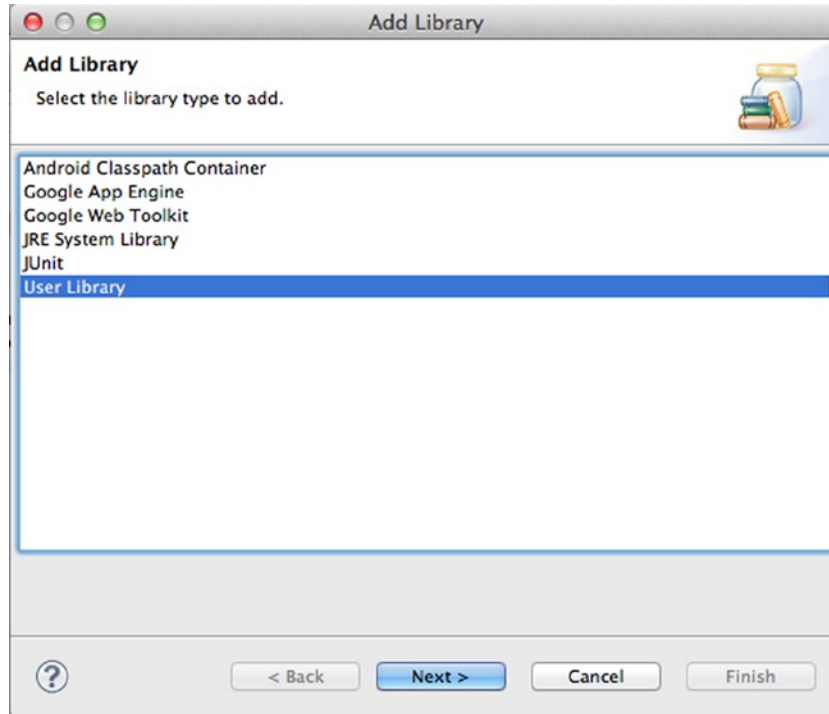 Add Library
Add Library
Select the library type to add.
Android Classpath Container
Google App Engine
Google Web Toolkit
JRE System Library
JUnit
User Library
?
< Back
Next >
Cancel
Finish